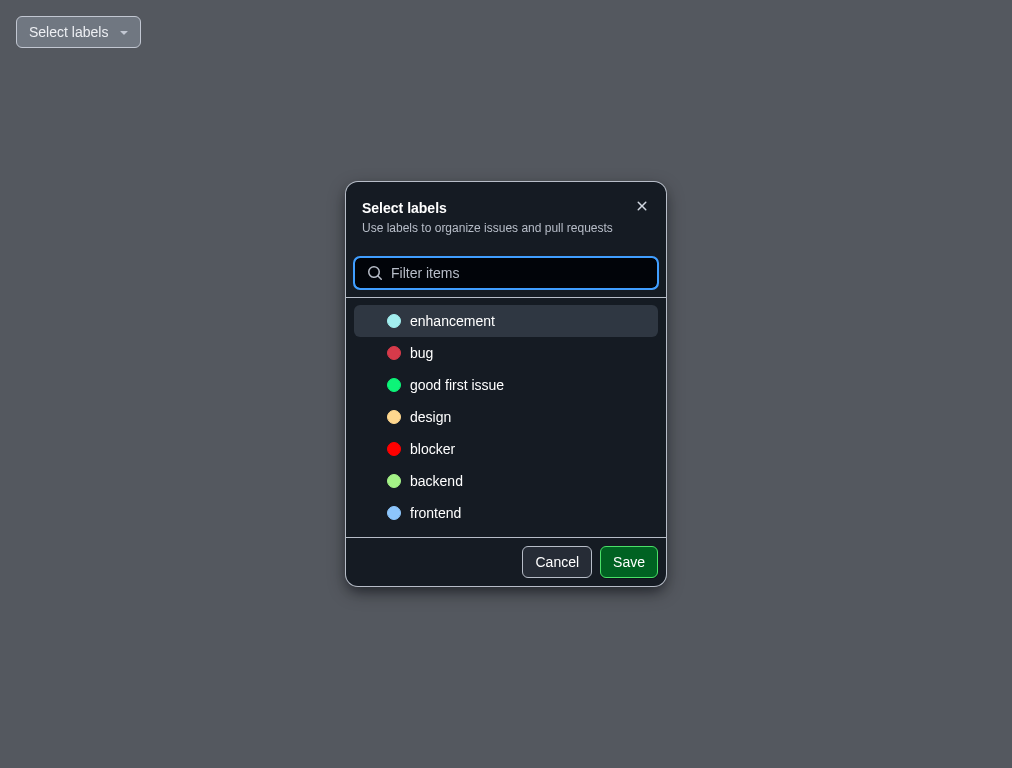 Select labels
Select labels
Use labels to organize issues and pull requests
Filter items
enhancement
bug
good first issue
design
blocker
backend
frontend
Cancel
Save